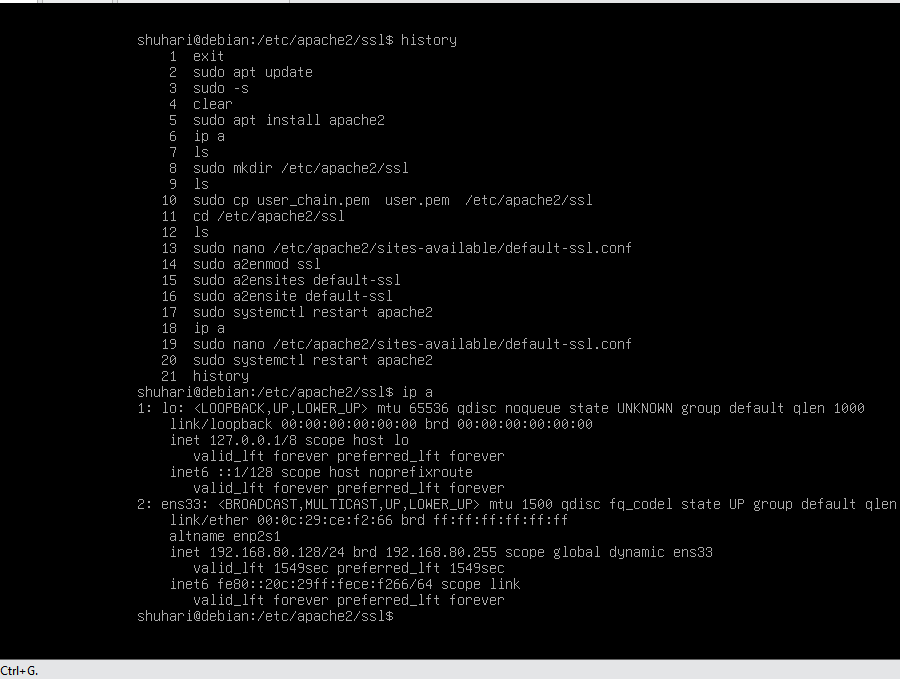 shuhari@debian:/etc/apache2/ssl$ history
1 exit
2 sudo apt update
3 sudo -s
4 clear
5 sudo apt install apache2
6 ip a
7 ls
8 sudo mkdir /etc/apache2/ssl
9 ls
10 sudo cp user_chain.pem user.pem /etc/apache2/ssl
11 cd /etc/apache2/ssl
12 ls
13 sudo nano /etc/apache2/sites-available/default-ssl.conf
14 sudo a2enmod ssl
15 sudo a2ensites default-ssl
16 sudo a2ensite default-ssl
17 sudo systemctl restart apache2
18 ip a
19 sudo nano /etc/apache2/sites-available/default-ssl.conf
20 sudo systemctl restart apache2
21 history
shuhari@debian:/etc/apache2/ssl$ ip a
1: lo: <LOOPBACK,UP,LOWER_UP> mtu 65536 qdisc noqueue state UNKNOWN group default qlen 1000
link/loopback 00:00:00:00:00:00 brd 00:00:00:00:00:00
inet 127.0.0.1/8 scope host lo
valid_lft forever preferred_lft forever
inet6 ::1/128 scope host noprefixroute
valid_lft forever preferred_lft forever
2: ens33: <BROADCAST,MULTICAST,UP,LOWER_UP> mtu 1500 qdisc fq_codel state UP group default qlen
link/ether 00:0c:29:ce:f2:66 brd ff:ff:ff:ff:ff:ff
altname enp2s1
inet 192.168.80.128/24 brd 192.168.80.255 scope global dynamic ens33
valid_lft 1549sec preferred_lft 1549sec
inet6 fe80::20c:29ff:fece:f266/64 scope link
valid_lft forever preferred_lft forever
shuhari@debian:/etc/apache2/ssl$
Ctrl+G.